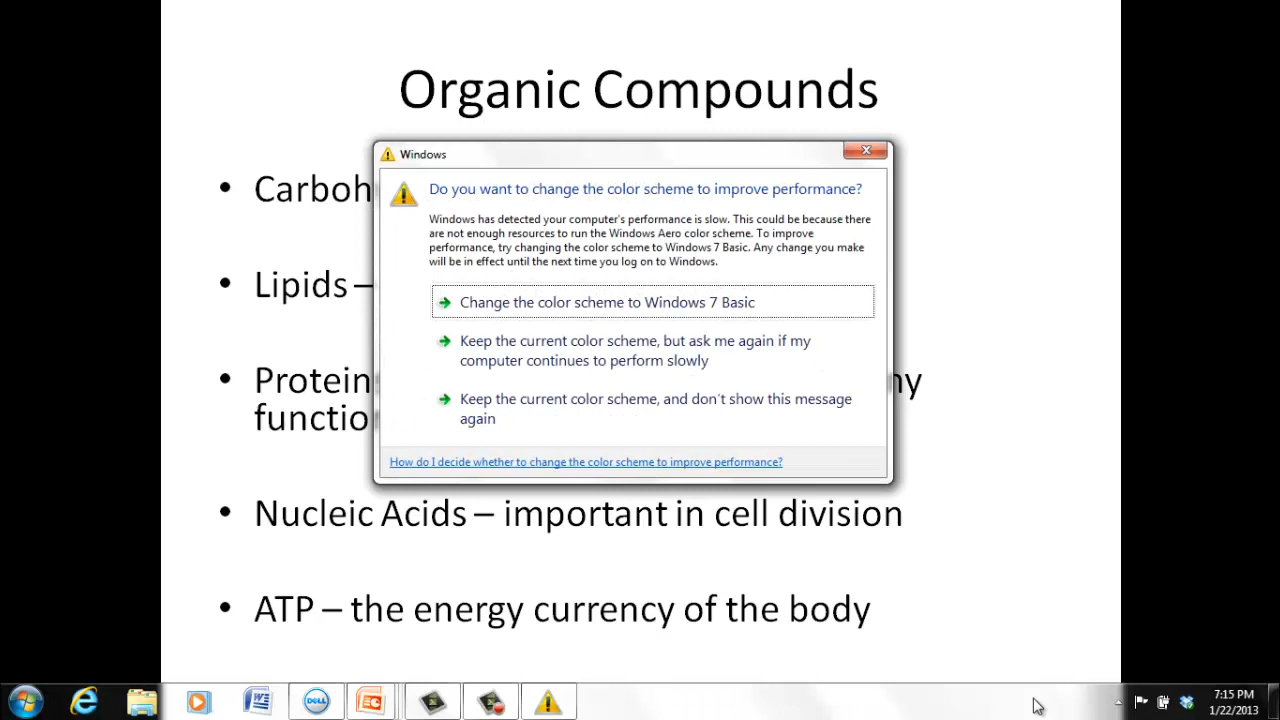 Organic Compounds
Windows
Do you want to change the color scheme to improve performance?
Windows has detected your computer's performance is slow. This could be because there
are not enough resources to run the Windows Aero color scheme. To improve
performance, try changing the color scheme to Windows 7 Basic. Any change you make
will be in effect until the next time you log on to Windows.
Change the color scheme to Windows 7 Basic
Keep the current color scheme, but ask me again if my
computer continues to perform slowly
Keep the current color scheme, and don't show this message
again
How do I decide whether to change the color scheme to improve performance?
• Carboh
• Lipids –
• Protein
functio
• Nucleic Acids – important in cell division
• ATP – the energy currency of the body
DELL
7:15 PM
1/22/2013